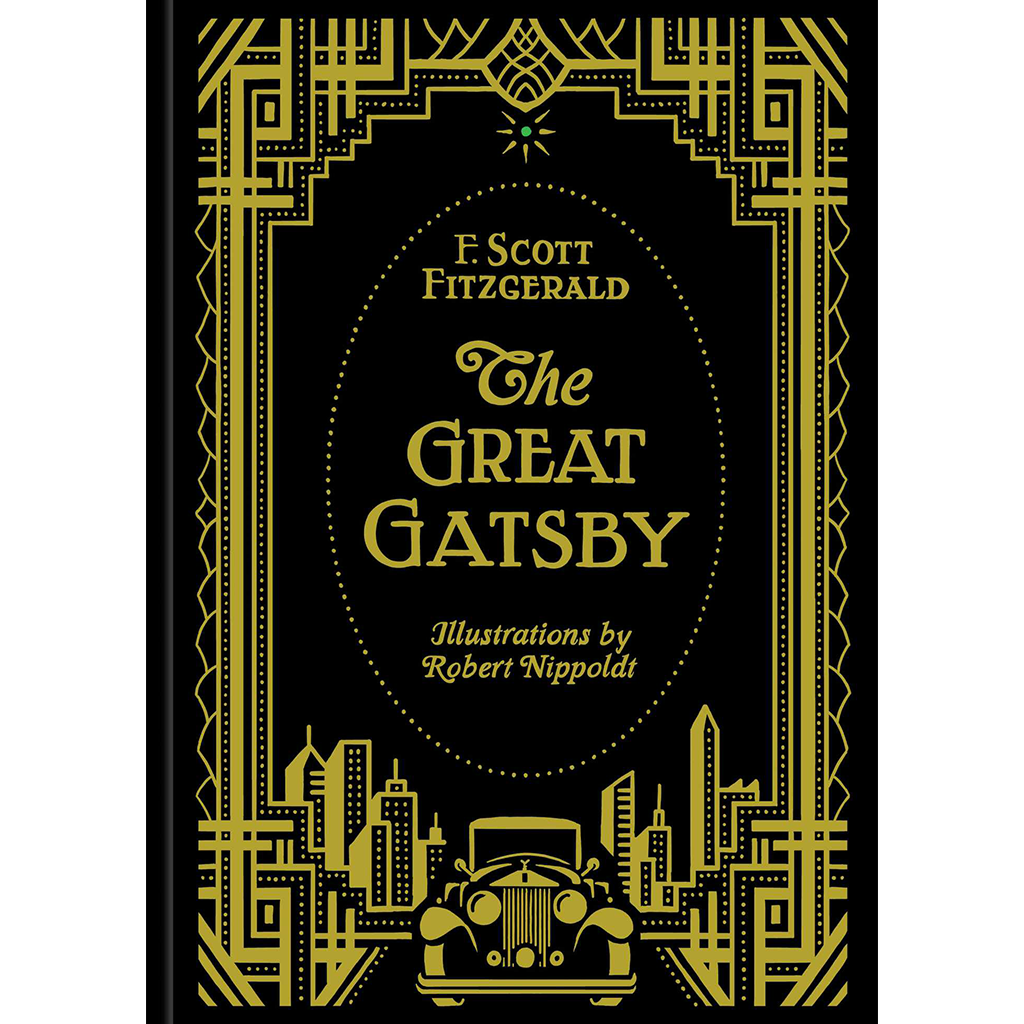 F. SCOTT
FITZGERALD
The
GREAT
GATSBY
Illustrations by
Robert Nippoldt